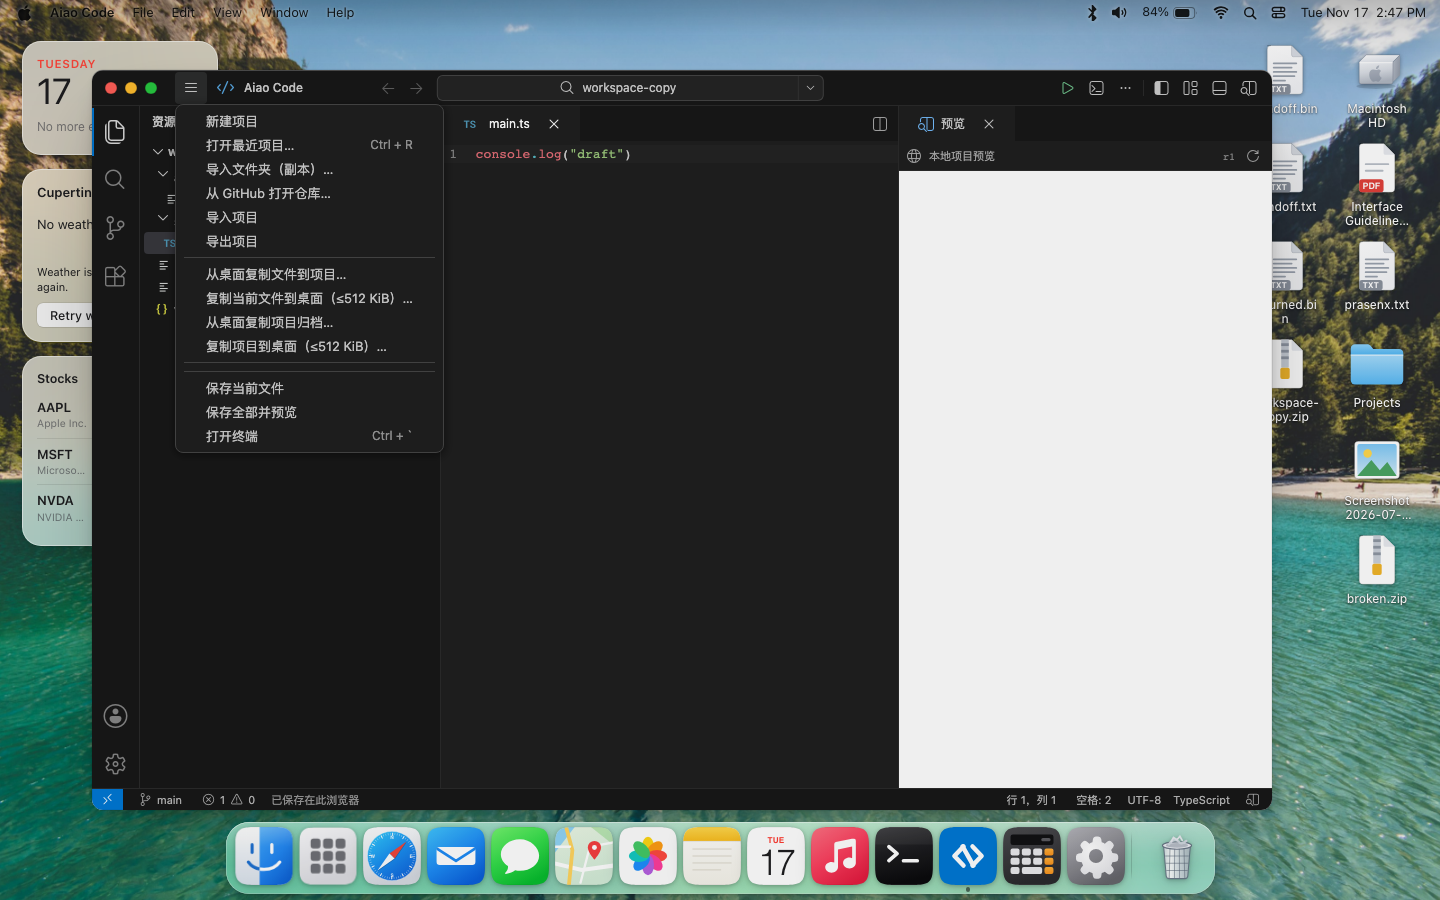 Aiao Code File Edit View Window Help
84% Tue Nov 17 2:47 PM
TUESDAY
17
No more e
Cupertin
No weath
Weather is
again.
Retry w
Stocks
AAPL
Apple Inc.
MSFT
Microso...
NVDA
NVIDIA ...
Aiao Code
workspace-copy
资源
新建项目
打开最近项目... Ctrl + R
导入文件夹（副本）...
从 GitHub 打开仓库...
导入项目
导出项目
从桌面复制文件到项目...
复制当前文件到桌面（≤512 KiB）...
从桌面复制项目归档...
复制项目到桌面（≤512 KiB）...
保存当前文件
保存全部并预览
打开终端 Ctrl + `
TS
{}
TS main.ts
1 console.log("draft")
预览
本地项目预览 r1
main 1 0 已保存在此浏览器
行 1，列 1 空格: 2 UTF-8 TypeScript
TXT
doff.bin
Macintosh
HD
TXT
doff.txt
PDF
Interface
Guideline...
TXT
urned.bi
n
TXT
prasenx.txt
kspace-
opy.zip
Projects
Screenshot
2026-07-...
broken.zip
TUE
17